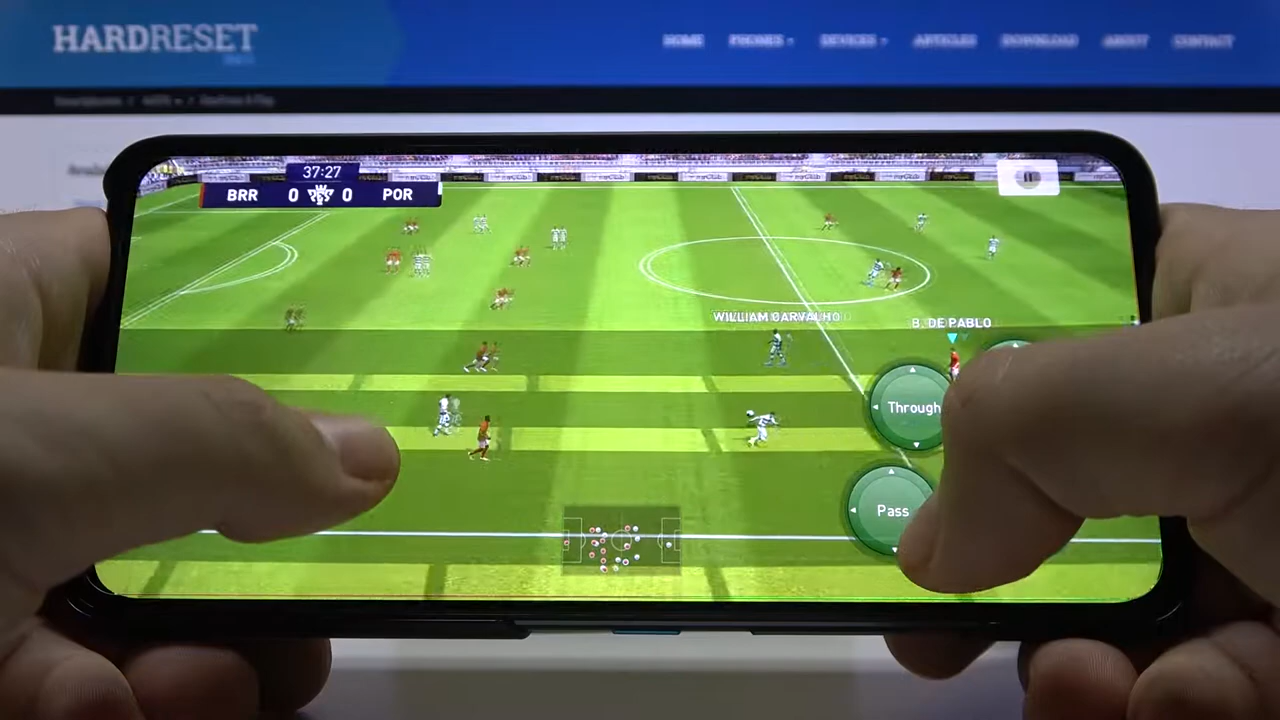 HARDRESET
HOME PHONES DEVICES ARTICLES DOWNLOAD ABOUT CONTACT
37:27
BRR 0 0 POR
WILLIAM CARVALHO
B. DE PABLO
Through
Pass